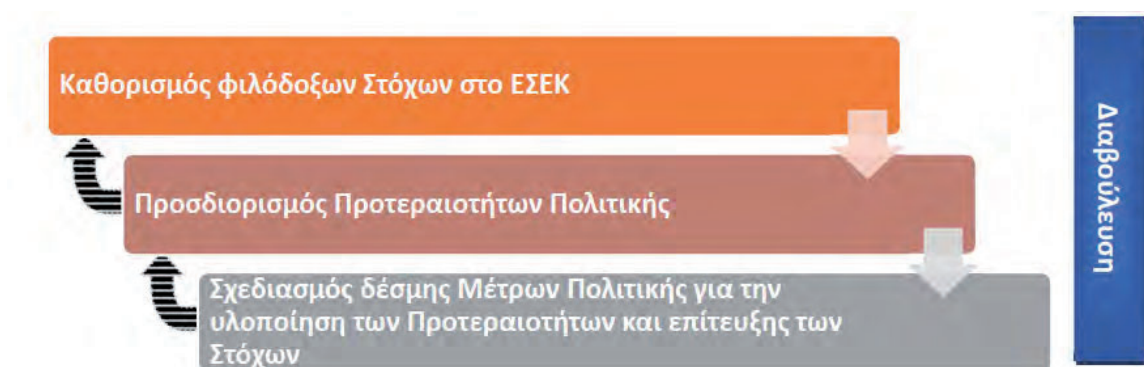 Καθορισμός φιλόδοξων Στόχων στο ΕΣΕΚ
Προσδιορισμός Προτεραιοτήτων Πολιτικής
Σχεδιασμός δέσμης Μέτρων Πολιτικής για την
υλοποίηση των Προτεραιοτήτων και επίτευξης των
Στόχων
Διαβούλευση